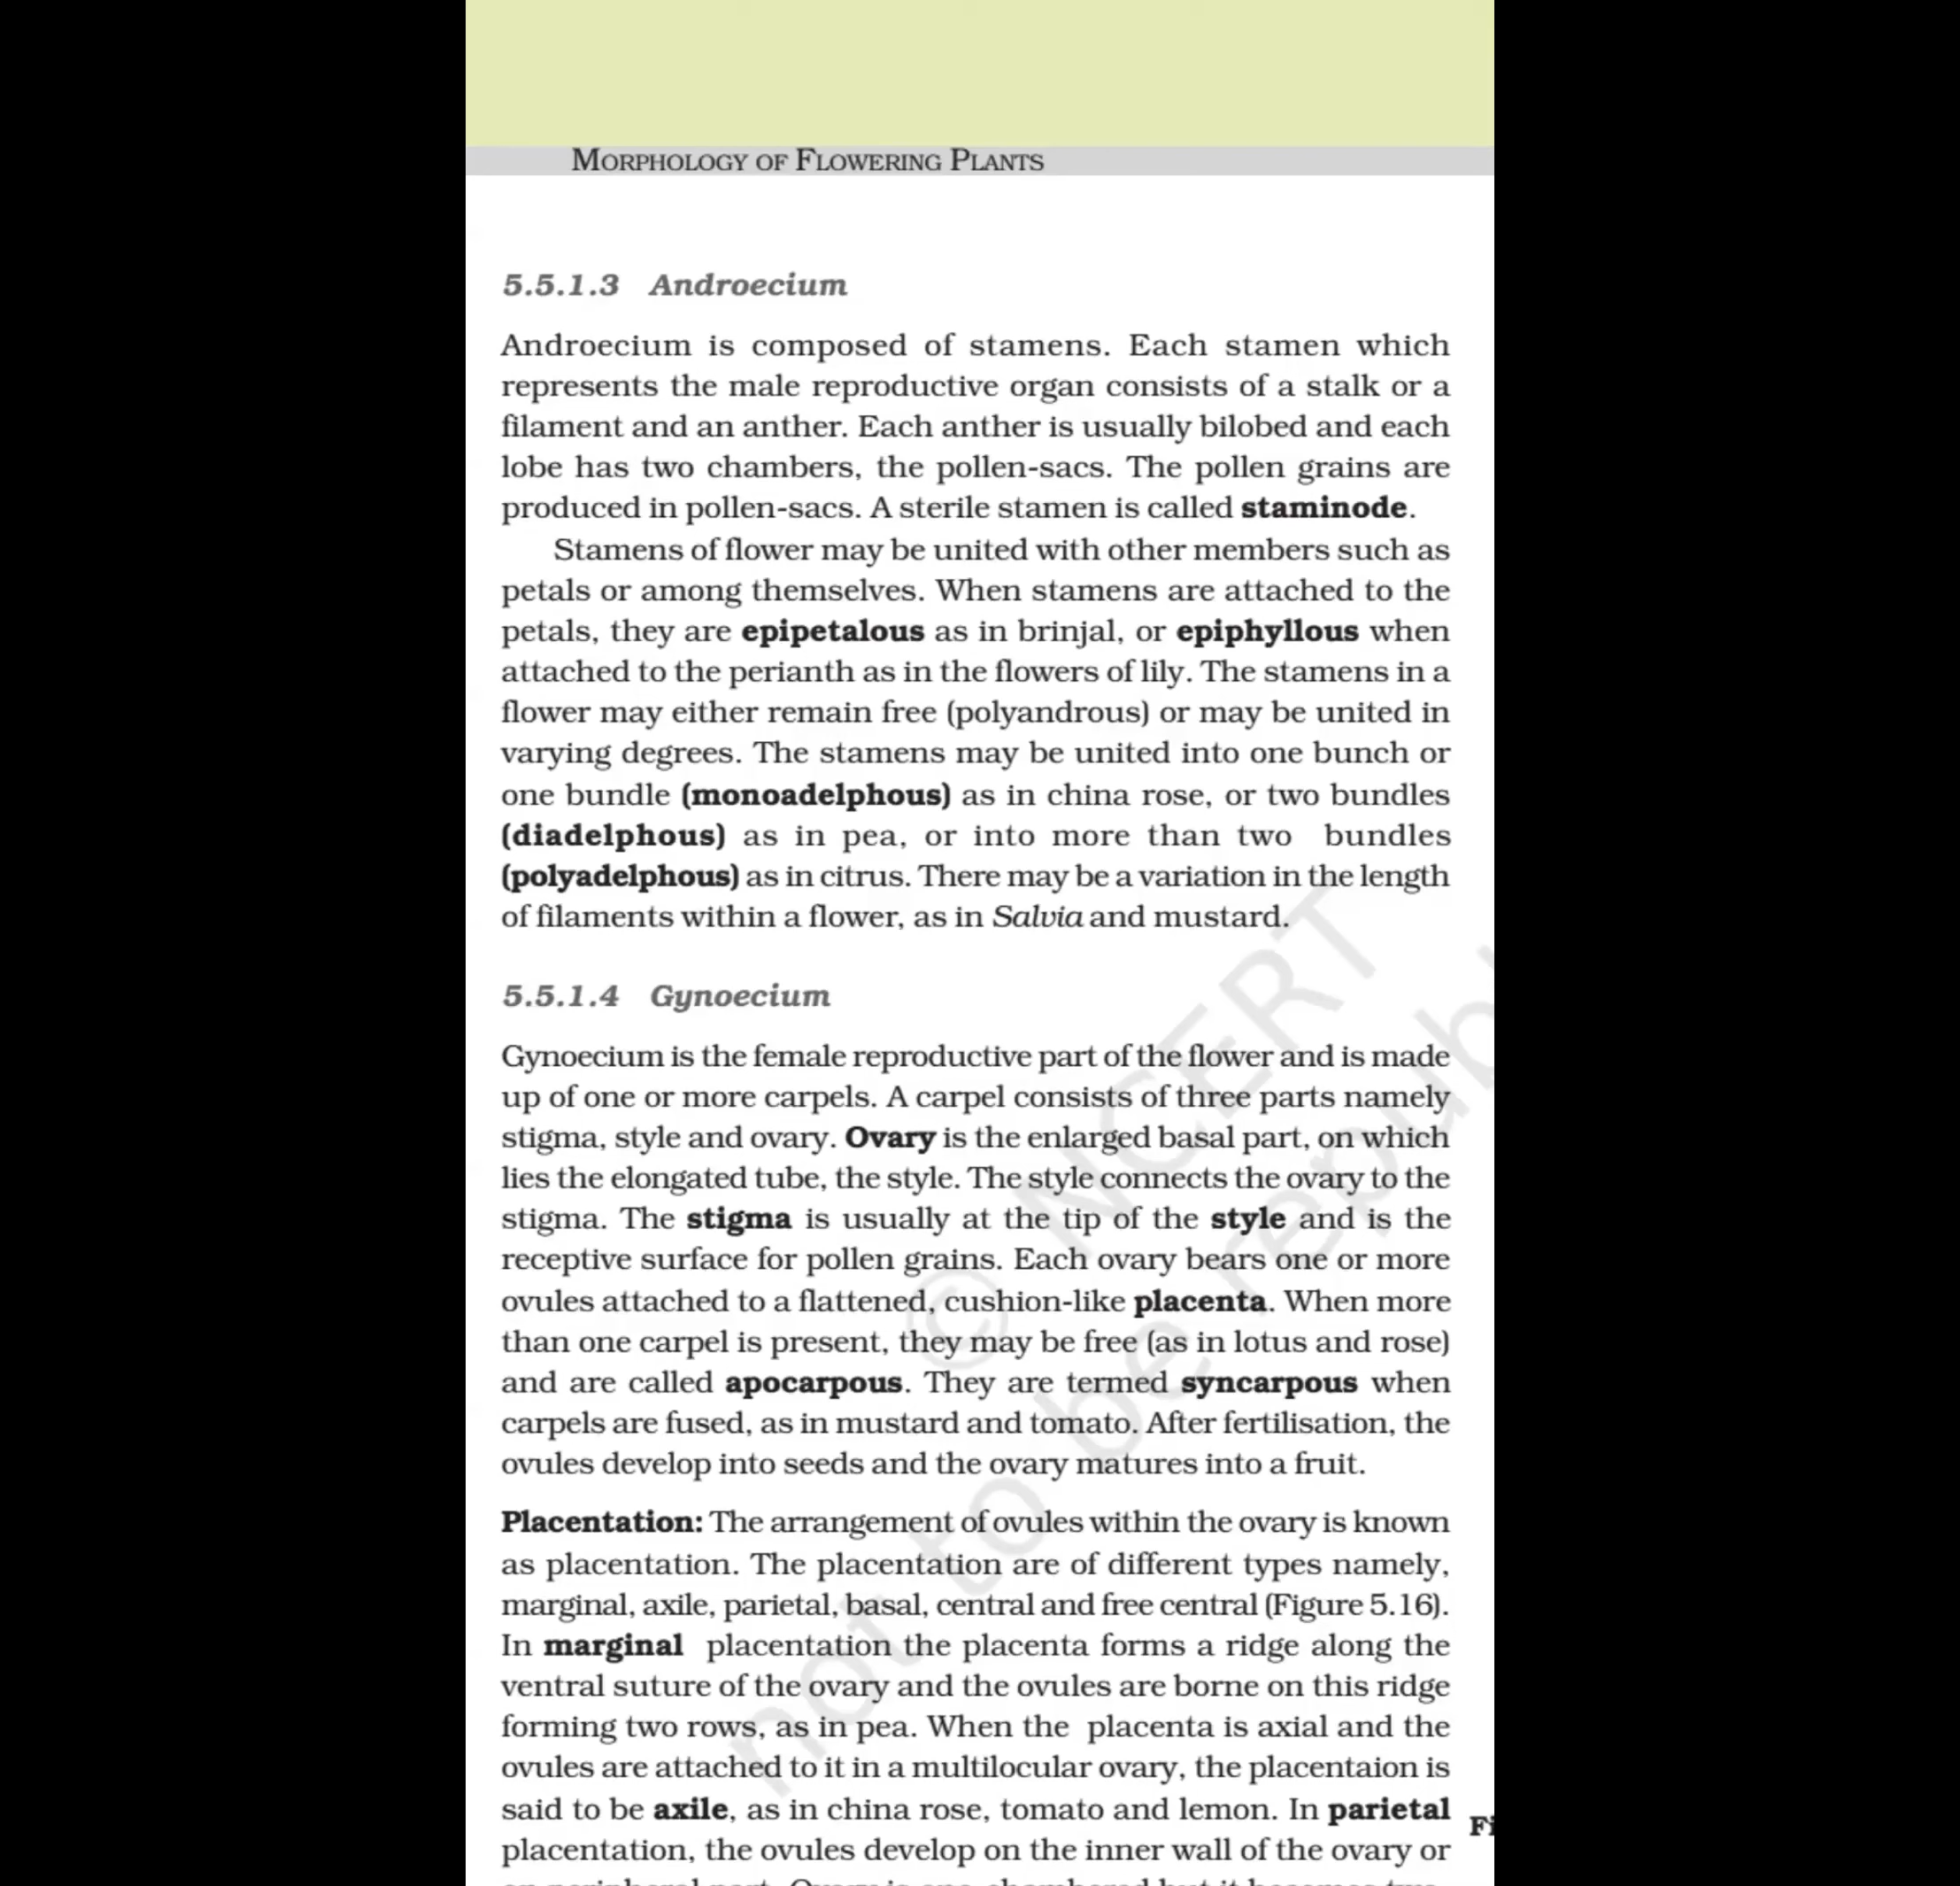 MORPHOLOGY OF FLOWERING PLANTS
5.5.1.3 Androecium
Androecium is composed of stamens. Each stamen which
represents the male reproductive organ consists of a stalk or a
filament and an anther. Each anther is usually bilobed and each
lobe has two chambers, the pollen-sacs. The pollen grains are
produced in pollen-sacs. A sterile stamen is called staminode.
Stamens of flower may be united with other members such as
petals or among themselves. When stamens are attached to the
petals, they are epipetalous as in brinjal, or epiphyllous when
attached to the perianth as in the flowers of lily. The stamens in a
flower may either remain free (polyandrous) or may be united in
varying degrees. The stamens may be united into one bunch or
one bundle (monoadelphous) as in china rose, or two bundles
(diadelphous) as in pea, or into more than two bundles
(polyadelphous) as in citrus. There may be a variation in the length
of filaments within a flower, as in Salvia and mustard.
5.5.1.4 Gynoecium
Gynoecium is the female reproductive part of the flower and is made
up of one or more carpels. A carpel consists of three parts namely
stigma, style and ovary. Ovary is the enlarged basal part, on which
lies the elongated tube, the style. The style connects the ovary to the
stigma. The stigma is usually at the tip of the style and is the
receptive surface for pollen grains. Each ovary bears one or more
ovules attached to a flattened, cushion-like placenta. When more
than one carpel is present, they may be free (as in lotus and rose)
and are called apocarpous. They are termed syncarpous when
carpels are fused, as in mustard and tomato. After fertilisation, the
ovules develop into seeds and the ovary matures into a fruit.
Placentation: The arrangement of ovules within the ovary is known
as placentation. The placentation are of different types namely,
marginal, axile, parietal, basal, central and free central (Figure 5.16).
In marginal placentation the placenta forms a ridge along the
ventral suture of the ovary and the ovules are borne on this ridge
forming two rows, as in pea. When the placenta is axial and the
ovules are attached to it in a multilocular ovary, the placentaion is
said to be axile, as in china rose, tomato and lemon. In parietal
placentation, the ovules develop on the inner wall of the ovary or
© NCERT
not to be repub
Fi